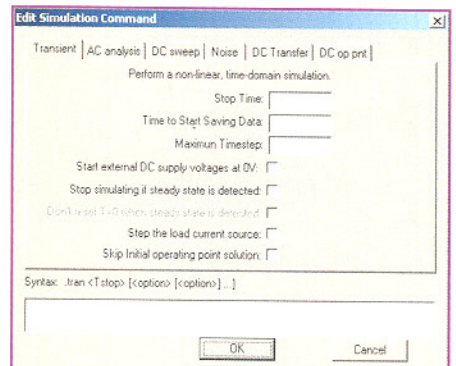 Edit Simulation Command
Transient AC analysis DC sweep Noise DC Transfer DC op pnt
Perform a non-linear, time-domain simulation.
Stop Time:
Time to Start Saving Data:
Maximun Timestep:
Start external DC supply voltages at 0V:
Stop simulating if steady state is detected:
Don't reset T=0 when steady state is detected
Step the load current source:
Skip Initial operating point solution:
Syntax: .tran <Tstop> [<option> [<option>] ...]
OK Cancel